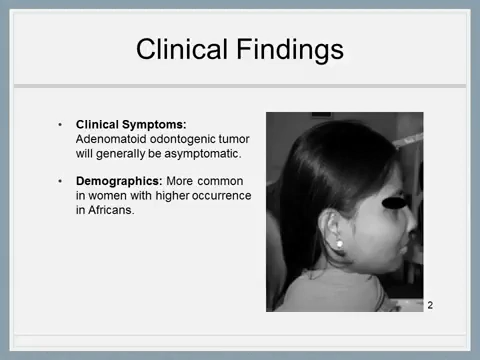 Clinical Findings
• Clinical Symptoms:
Adenomatoid odontogenic tumor
will generally be asymptomatic.
• Demographics: More common
in women with higher occurrence
in Africans.
2